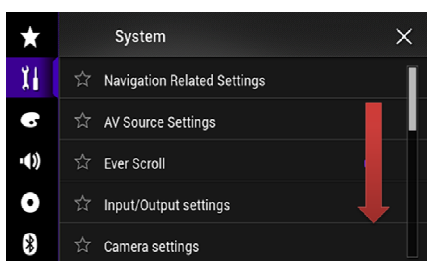 System
Navigation Related Settings
AV Source Settings
Ever Scroll
Input/Output settings
Camera settings